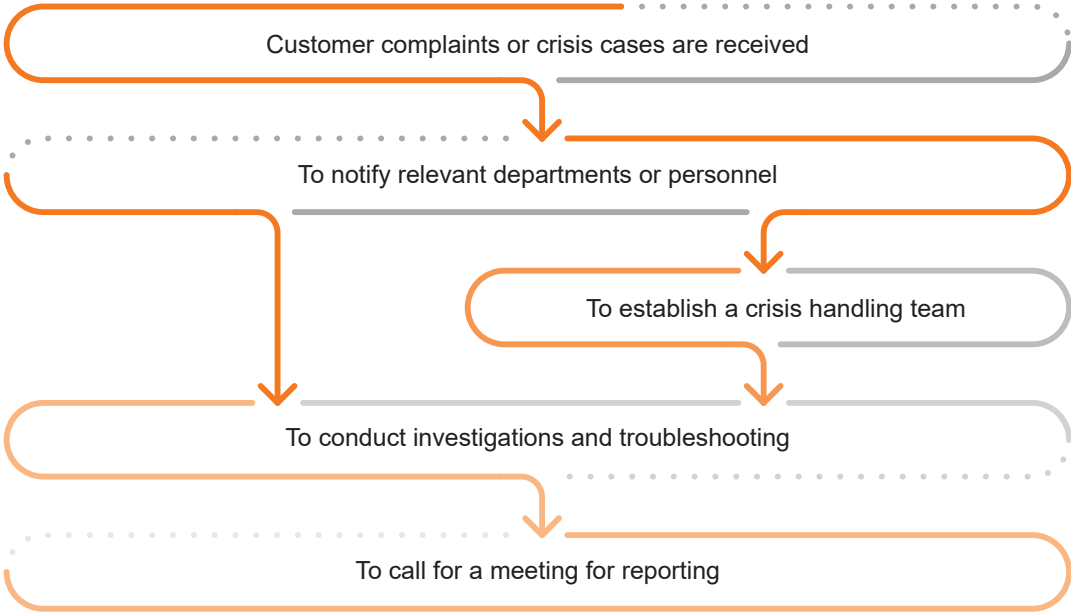 Customer complaints or crisis cases are received
To notify relevant departments or personnel
To establish a crisis handling team
To conduct investigations and troubleshooting
To call for a meeting for reporting